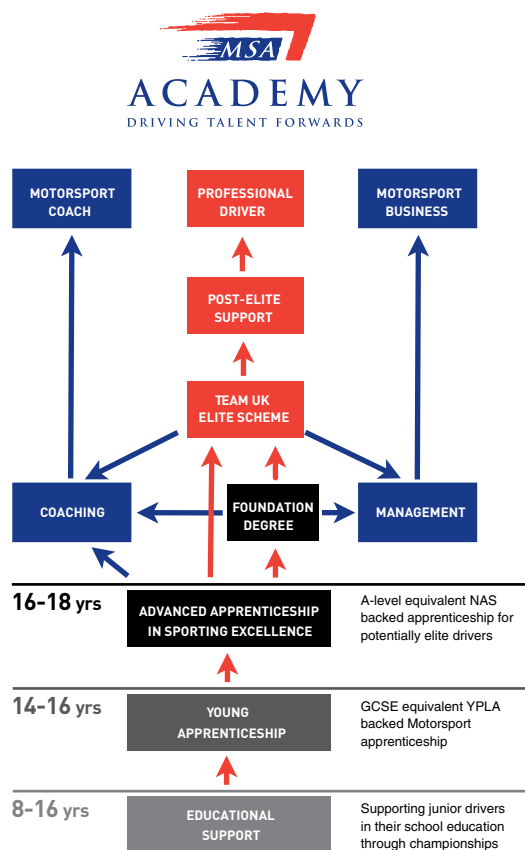 MSA
ACADEMY
DRIVING TALENT FORWARDS
MOTORSPORT
COACH
PROFESSIONAL
DRIVER
MOTORSPORT
BUSINESS
POST-ELITE
SUPPORT
TEAM UK
ELITE SCHEME
COACHING
FOUNDATION
DEGREE
MANAGEMENT
16-18 yrs
ADVANCED APPRENTICESHIP
IN SPORTING EXCELLENCE
A-level equivalent NAS
backed apprenticeship for
potentially elite drivers
14-16 yrs
YOUNG
APPRENTICESHIP
GCSE equivalent YPLA
backed Motorsport
apprenticeship
8-16 yrs
EDUCATIONAL
SUPPORT
Supporting junior drivers
in their school education
through championships